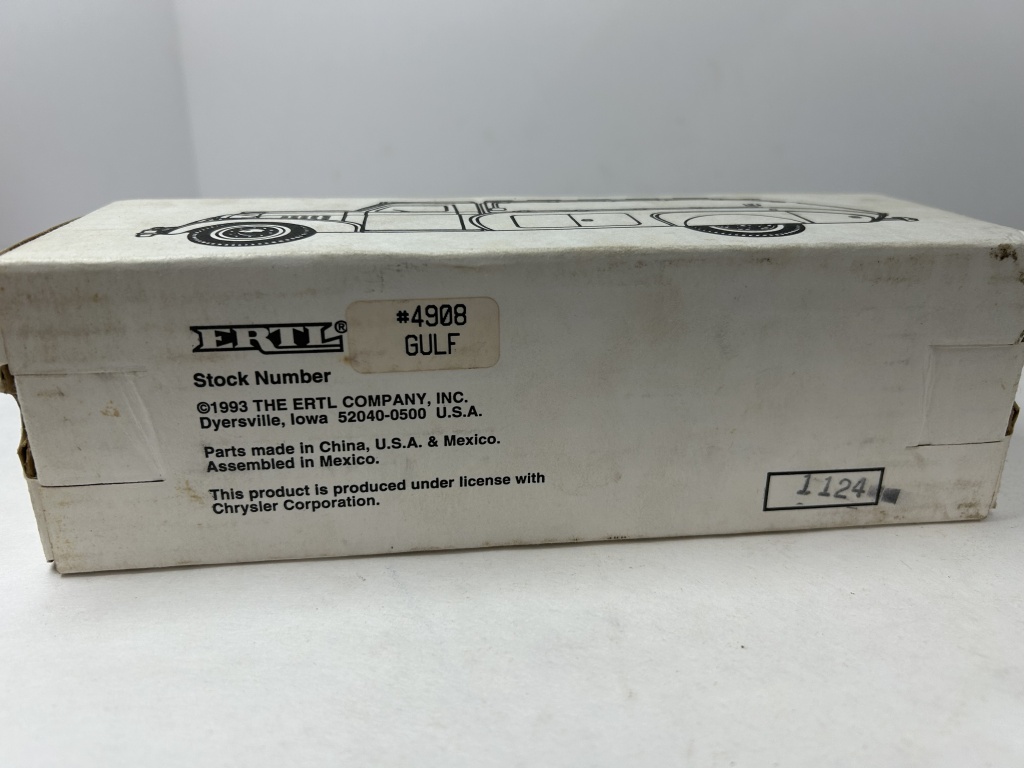 ERTL®
#4908
GULF
Stock Number
©1993 THE ERTL COMPANY, INC.
Dyersville, Iowa 52040-0500 U.S.A.
Parts made in China, U.S.A. & Mexico.
Assembled in Mexico.
This product is produced under license with
Chrysler Corporation.
1124